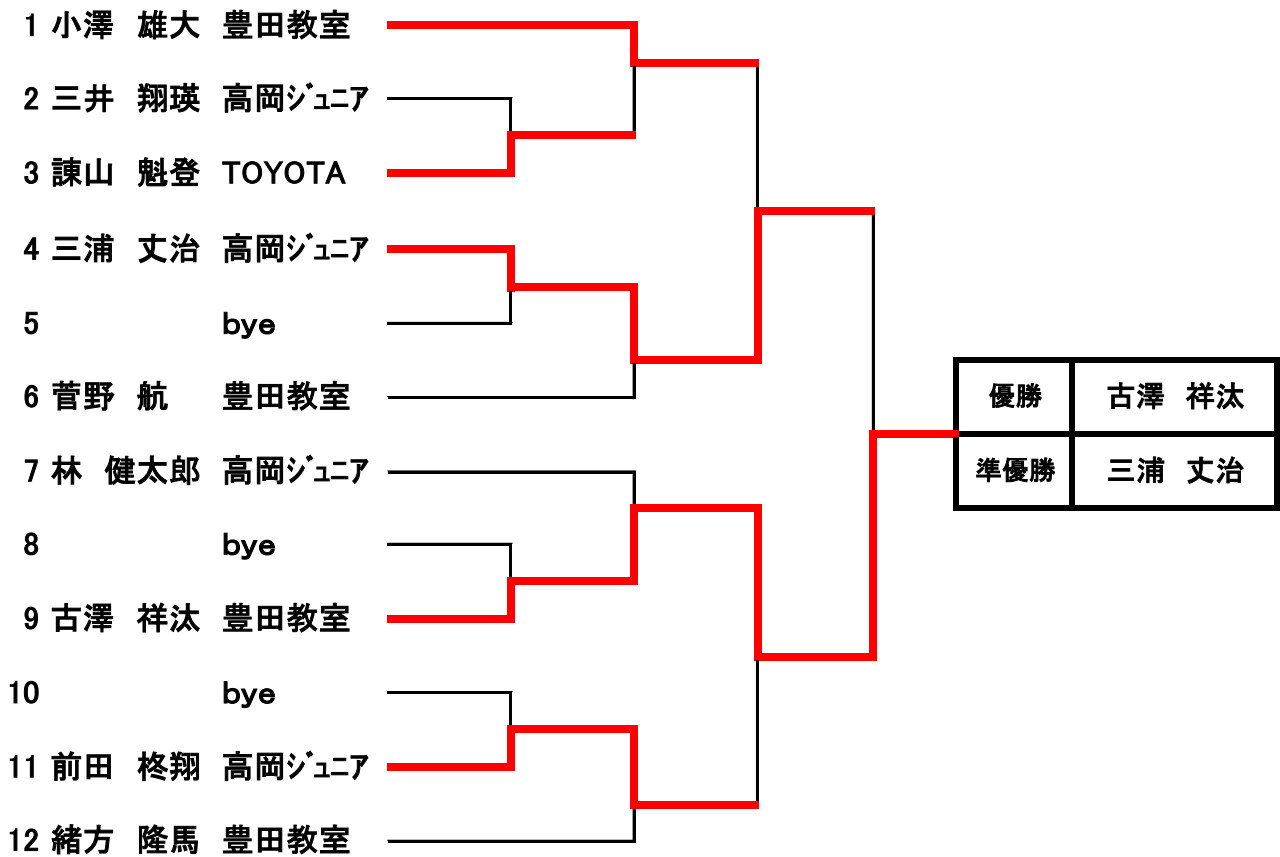 1 小澤　雄大 豊田教室
2 三井　翔瑛 高岡ｼﾞｭﾆｱ
3 諫山　魁登 TOYOTA
4 三浦　丈治 高岡ｼﾞｭﾆｱ
5 bye
6 菅野　航 豊田教室
優勝 古澤　祥汰
7 林　健太郎 高岡ｼﾞｭﾆｱ
準優勝 三浦　丈治
8 bye
9 古澤　祥汰 豊田教室
10 bye
11 前田　柊翔 高岡ｼﾞｭﾆｱ
12 緒方　隆馬 豊田教室